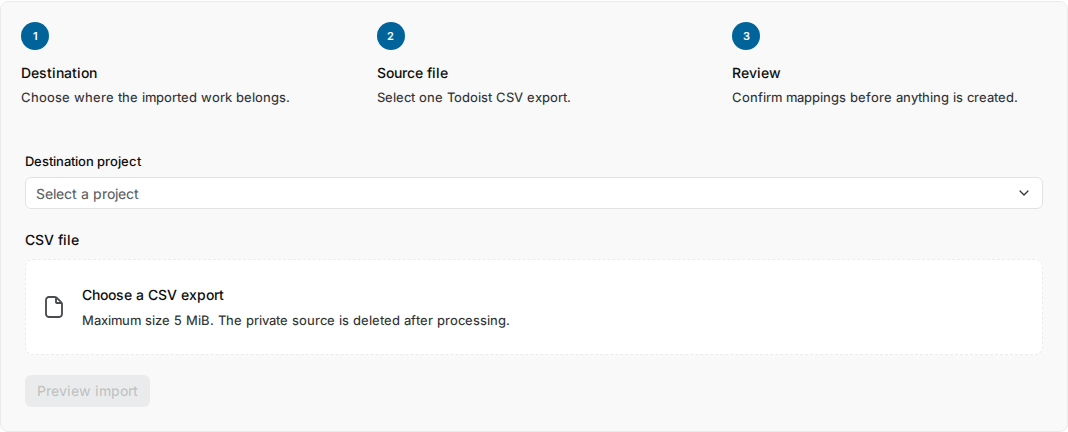 1
Destination
Choose where the imported work belongs.
2
Source file
Select one Todoist CSV export.
3
Review
Confirm mappings before anything is created.
Destination project
Select a project
CSV file
Choose a CSV export
Maximum size 5 MiB. The private source is deleted after processing.
Preview import